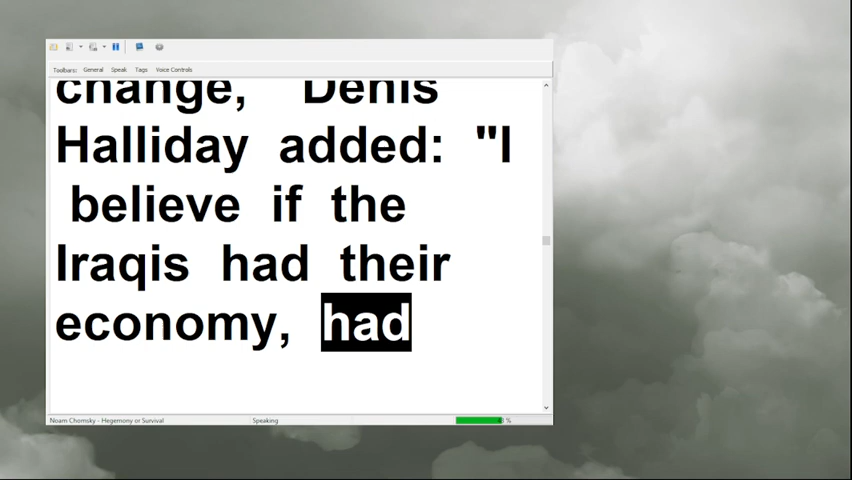 Toolbars: General Speak Tags Voice Controls
change, Denis
Halliday added: "I
believe if the
Iraqis had their
economy, had
Noam Chomsky - Hegemony or Survival Speaking %